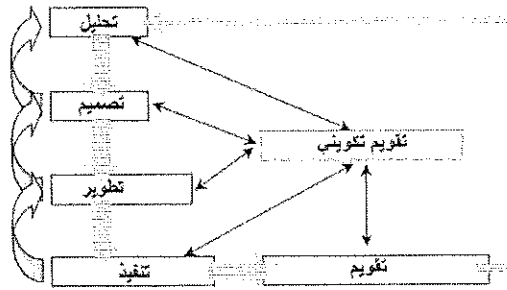 تحليل
تصميم
تقويم تكويني
تطوير
تنفيذ
تقويم